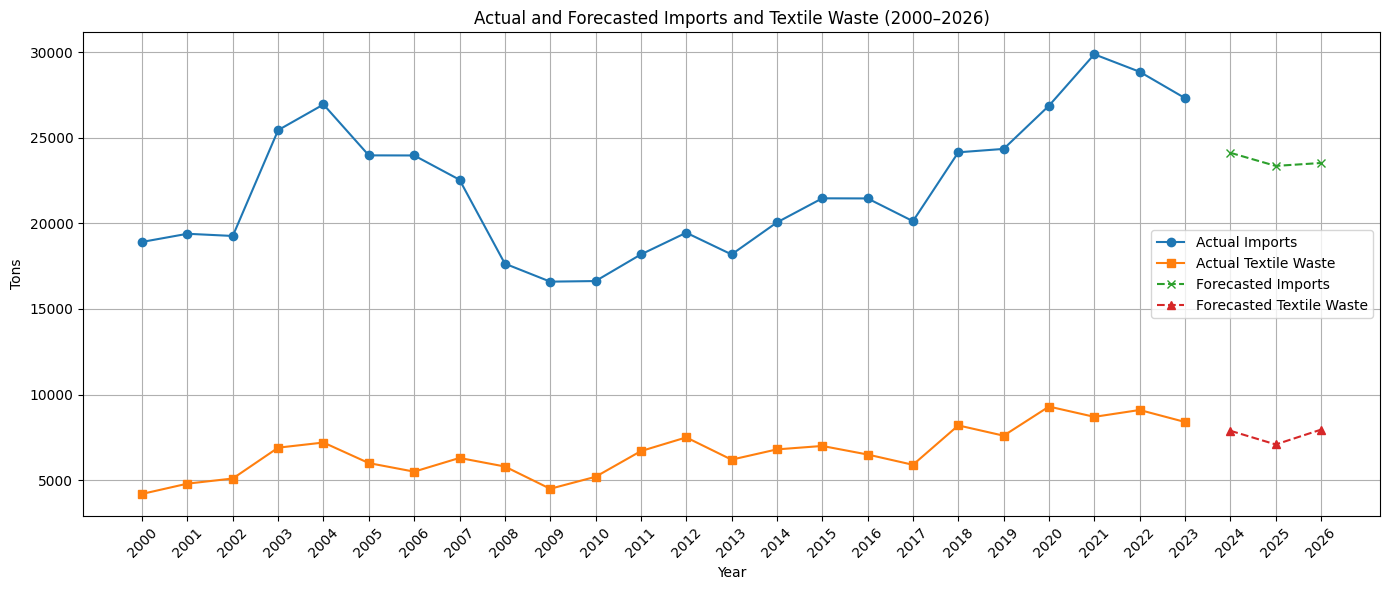 Actual and Forecasted Imports and Textile Waste (2000–2026)
Tons
30000
25000
20000
15000
10000
5000
Actual Imports
Actual Textile Waste
Forecasted Imports
Forecasted Textile Waste
2000 2001 2002 2003 2004 2005 2006 2007 2008 2009 2010 2011 2012 2013 2014 2015 2016 2017 2018 2019 2020 2021 2022 2023 2024 2025 2026
Year